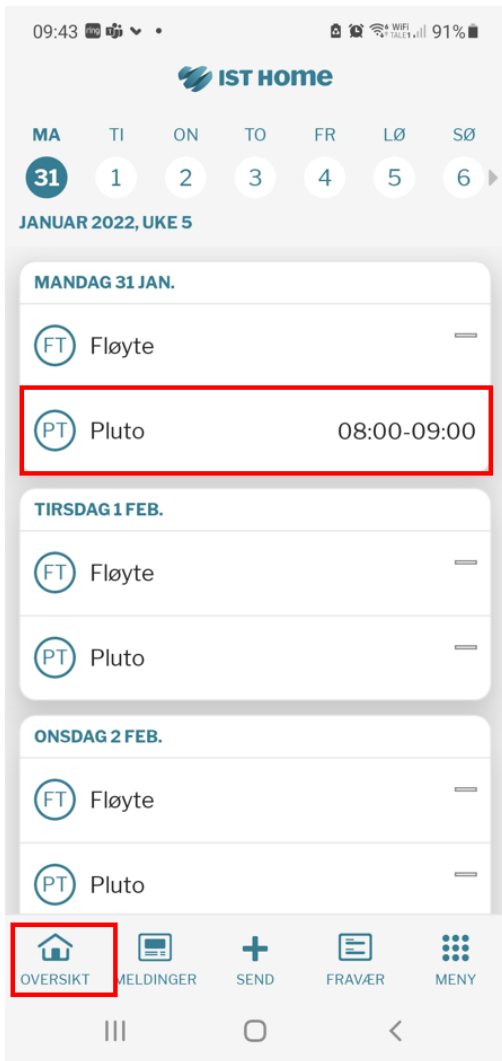 09:43 91%
IST HOme
MA TI ON TO FR LØ SØ
31 1 2 3 4 5 6
JANUAR 2022, UKE 5
MANDAG 31 JAN.
FT Fløyte
PT Pluto 08:00-09:00
TIRSDAG 1 FEB.
FT Fløyte
PT Pluto
ONSDAG 2 FEB.
FT Fløyte
PT Pluto
OVERSIKT MELDINGER SEND FRAVÆR MENY